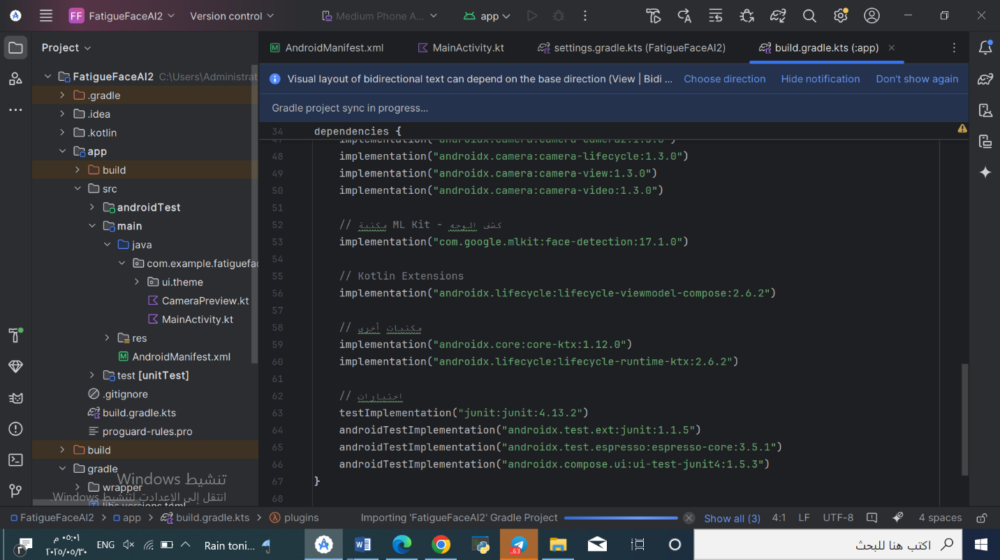 FF FatigueFaceAI2 Version control Medium Phone A... app
Project
AndroidManifest.xml MainActivity.kt settings.gradle.kts (FatigueFaceAI2) build.gradle.kts (:app)
FatigueFaceAI2 C:\Users\Administrat
.gradle
.idea
.kotlin
app
build
src
androidTest
main
java
com.example.fatiguefa
ui.theme
CameraPreview.kt
MainActivity.kt
res
AndroidManifest.xml
test [unitTest]
.gitignore
build.gradle.kts
proguard-rules.pro
build
gradle
wrapper
libs.versions.toml
Visual layout of bidirectional text can depend on the base direction (View | Bidi ... Choose direction Hide notification Don't show again
Gradle project sync in progress...
34 dependencies {
48 implementation("androidx.camera:camera-lifecycle:1.3.0")
49 implementation("androidx.camera:camera-view:1.3.0")
50 implementation("androidx.camera:camera-video:1.3.0")
51
52 // مكتبة ML Kit - كشف الوجه
53 implementation("com.google.mlkit:face-detection:17.1.0")
54
55 // Kotlin Extensions
56 implementation("androidx.lifecycle:lifecycle-viewmodel-compose:2.6.2")
57
58 // مكتبات أخرى
59 implementation("androidx.core:core-ktx:1.12.0")
60 implementation("androidx.lifecycle:lifecycle-runtime-ktx:2.6.2")
61
62 // اختبارات
63 testImplementation("junit:junit:4.13.2")
64 androidTestImplementation("androidx.test.ext:junit:1.1.5")
65 androidTestImplementation("androidx.test.espresso:espresso-core:3.5.1")
66 androidTestImplementation("androidx.compose.ui:ui-test-junit4:1.5.3")
67 }
68
تنشيط Windows
انتقل إلى الإعدادات لتنشيط Windows.
FatigueFaceAI2 > app > build.gradle.kts > plugins Importing 'FatigueFaceAI2' Gradle Project Show all (3) 4:1 LF UTF-8 4 spaces
٠٥:٠١ م
٢٠٢٥/٠٥/٣٠
٢
ENG
Rain toni...
..63
اكتب هنا للبحث